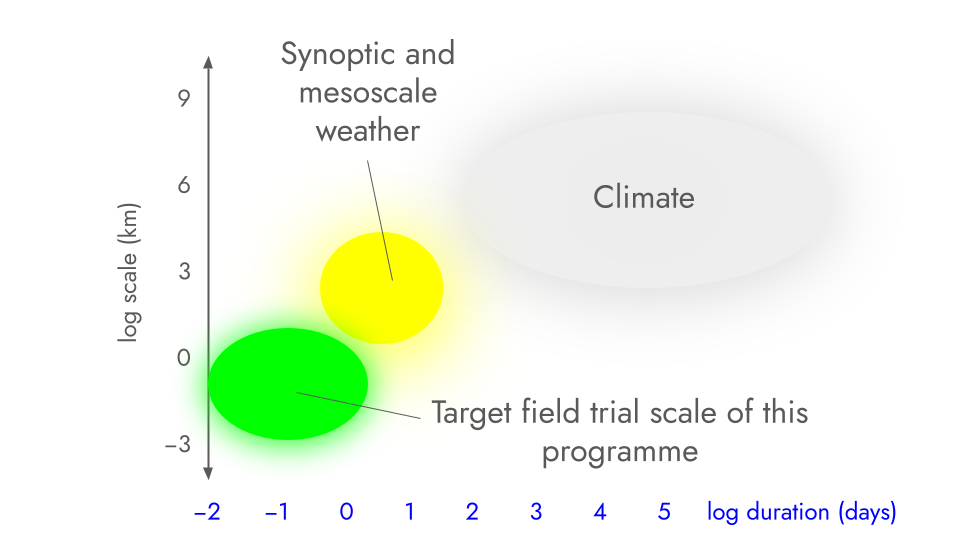 Synoptic and
mesoscale
weather
9
6
Climate
log scale (km)
3
0
Target field trial scale of this
programme
−3
−2 −1 0 1 2 3 4 5 log duration (days)